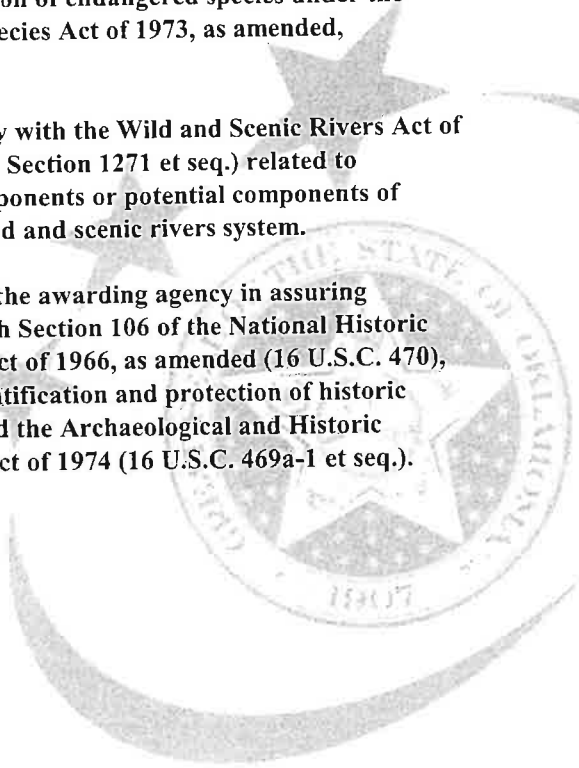 of endangered species under the
ecies Act of 1973, as amended,
with the Wild and Scenic Rivers Act of
Section 1271 et seq.) related to
ponents or potential components of
d and scenic rivers system.
the awarding agency in assuring
h Section 106 of the National Historic
ct of 1966, as amended (16 U.S.C. 470),
tification and protection of historic
d the Archaeological and Historic
ct of 1974 (16 U.S.C. 469a-1 et seq.).
THE STATE OF OKLAHOMA
1907